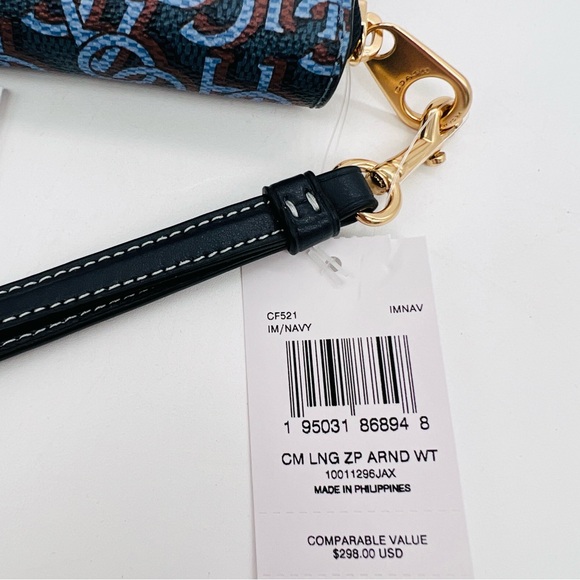 COACH
CF521 IMNAV
IM/NAVY
1 95031 86894 8
CM LNG ZP ARND WT
10011296JAX
MADE IN PHILIPPINES
COMPARABLE VALUE
$298.00 USD